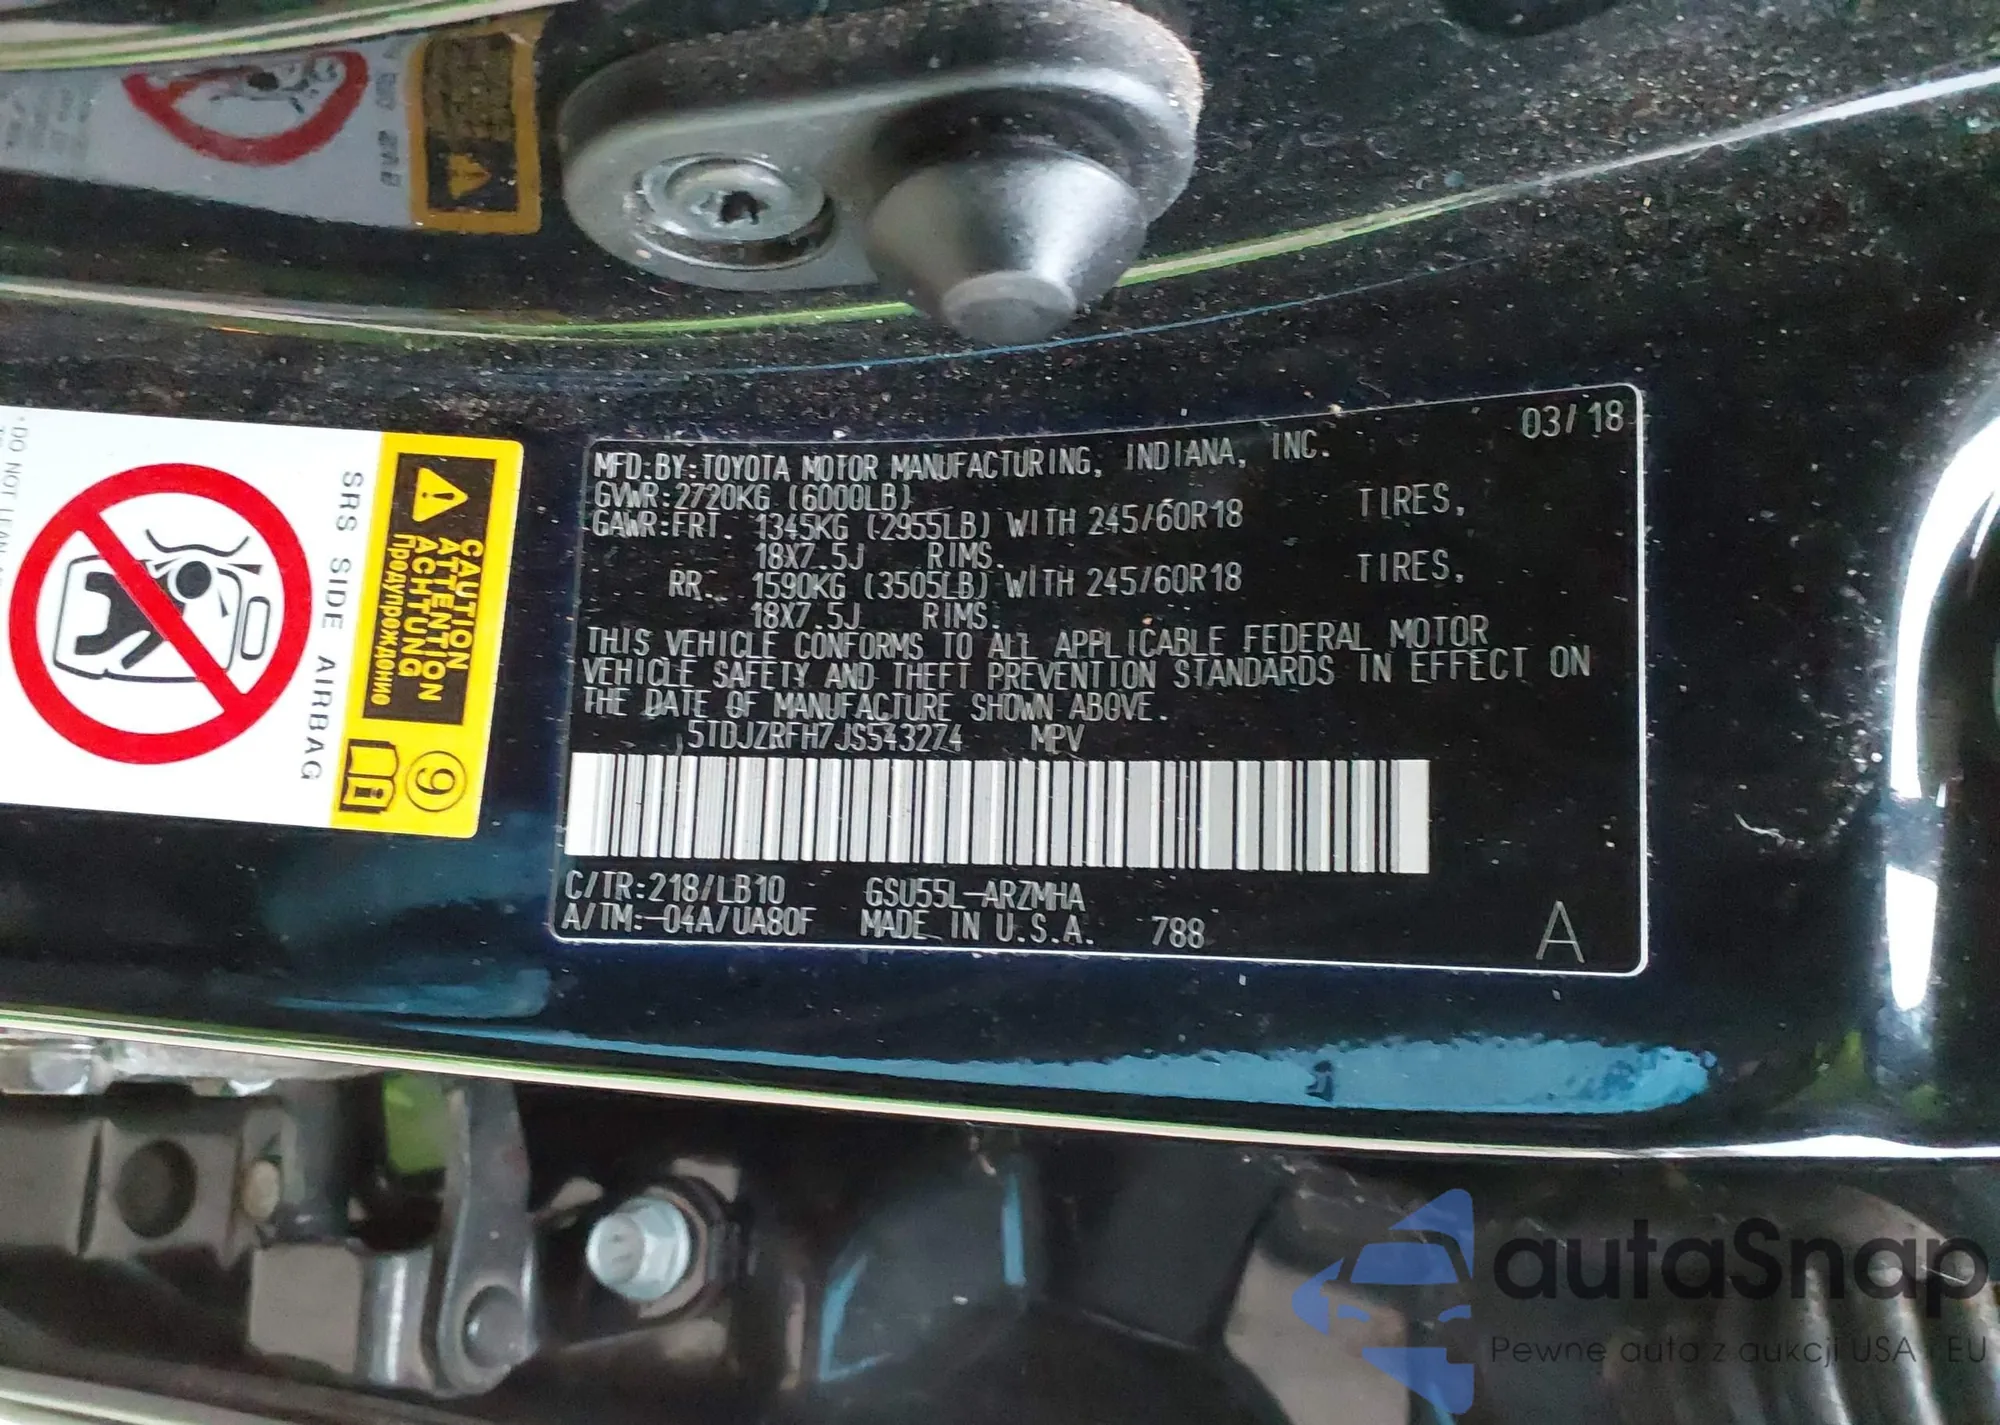 03/18
MFD.BY:TOYOTA MOTOR MANUFACTURING, INDIANA, INC.
GVWR:2720KG (6000LB)
GAWR:FRT. 1345KG (2955LB) WITH 245/60R18 TIRES,
18X7.5J RIMS.
RR. 1590KG (3505LB) WITH 245/60R18 TIRES,
18X7.5J RIMS.
THIS VEHICLE CONFORMS TO ALL APPLICABLE FEDERAL MOTOR
VEHICLE SAFETY AND THEFT PREVENTION STANDARDS IN EFFECT ON
THE DATE OF MANUFACTURE SHOWN ABOVE.
5TDJZRFH7JS543274 MPV
C/TR:218/LB10 GSU55L-ARZMHA
A/TM:-04A/UA80F MADE IN U.S.A. 788
A
CAUTION
ATTENTION
ACHTUNG
9
SRS SIDE AIRBAG
autaSnap
Pewne auta z aukcji USA i EU